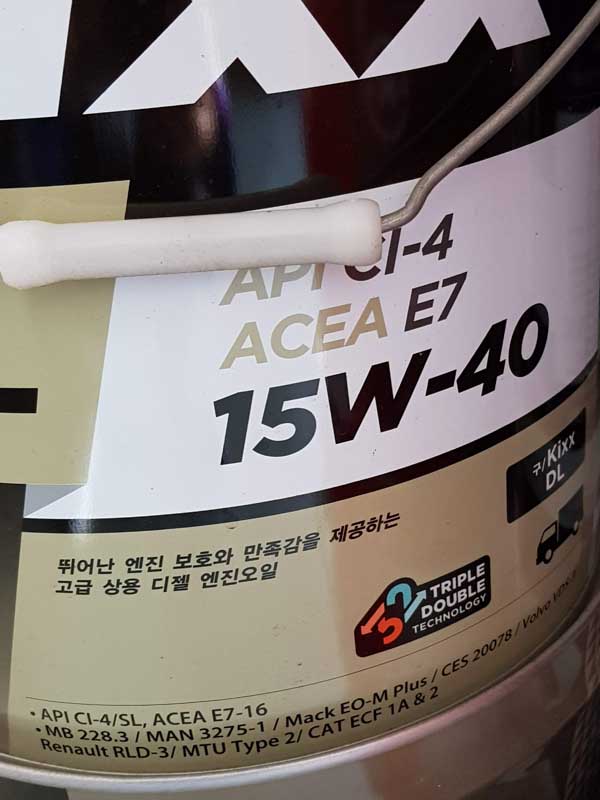 API CI-4
ACEA E7
15W-40
구/Kixx
DL
뛰어난 엔진 보호와 만족감을 제공하는
고급 상용 디젤 엔진오일
TRIPLE
DOUBLE
TECHNOLOGY
• API CI-4/SL, ACEA E7-16
• MB 228.3 / MAN 3275-1 / Mack EO-M Plus / CES 20078 / Volvo
Renault RLD-3/ MTU Type 2/ CAT ECF 1A & 2